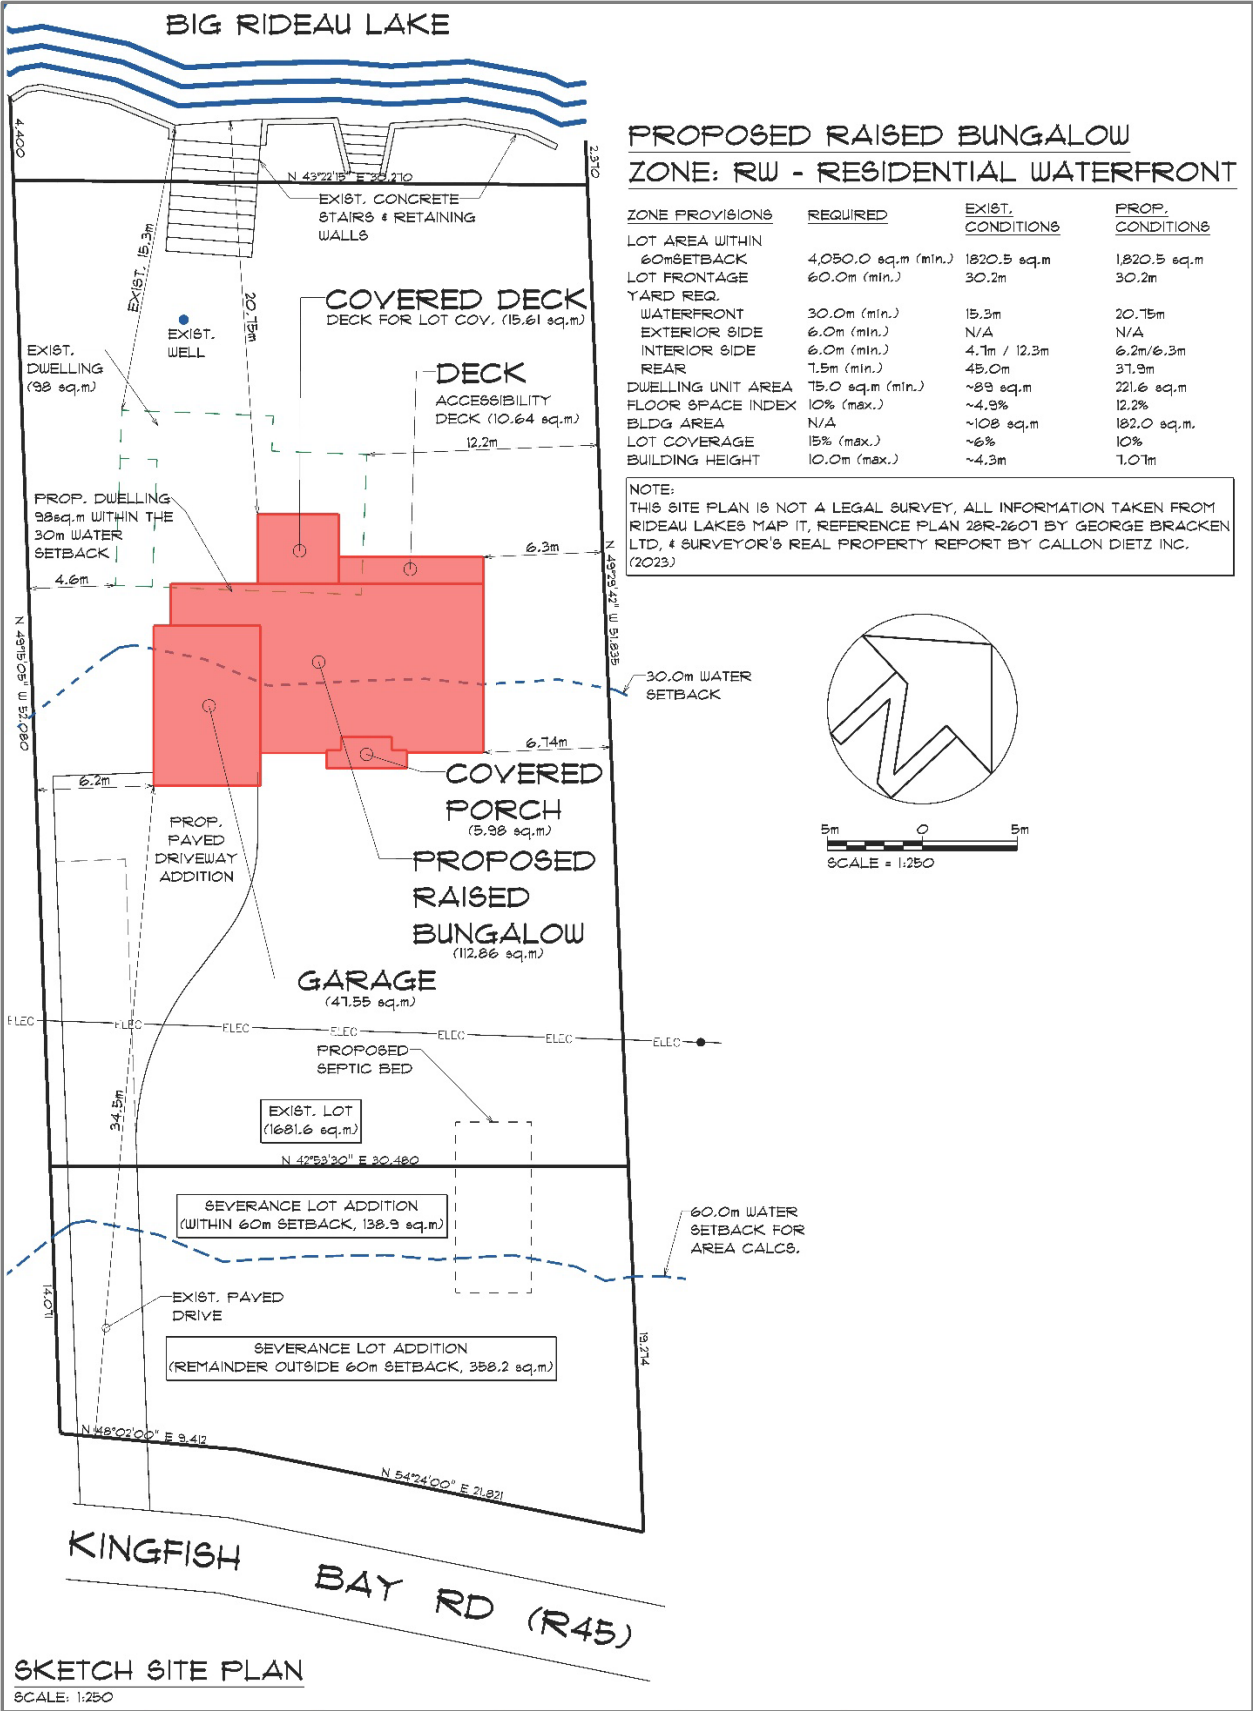 BIG RIDEAU LAKE
4.400
2.370
N 43°22'15" E 30.270
EXIST. CONCRETE
STAIRS & RETAINING
WALLS
EXIST. 15.3m
20.75m
EXIST.
WELL
COVERED DECK
DECK FOR LOT COV. (15.61 sq.m)
EXIST.
DWELLING
(98 sq.m)
DECK
ACCESSIBILITY
DECK (10.64 sq.m)
12.2m
PROP. DWELLING
98sq.m WITHIN THE
30m WATER
SETBACK
4.6m
6.3m
N 49°15'05" W 52.080
N 49°29'42" W 51.835
30.0m WATER
SETBACK
6.74m
6.2m
COVERED
PORCH
(5.98 sq.m)
PROP.
PAVED
DRIVEWAY
ADDITION
PROPOSED
RAISED
BUNGALOW
(112.86 sq.m)
GARAGE
(47.55 sq.m)
ELEC ELEC ELEC ELEC ELEC ELEC ELEC
PROPOSED
SEPTIC BED
34.5m
EXIST. LOT
(1681.6 sq.m)
N 42°53'30" E 30.480
SEVERANCE LOT ADDITION
(WITHIN 60m SETBACK, 138.9 sq.m)
60.0m WATER
SETBACK FOR
AREA CALCS.
14.071
EXIST. PAVED
DRIVE
SEVERANCE LOT ADDITION
(REMAINDER OUTSIDE 60m SETBACK, 358.2 sq.m)
19.274
N 48°02'00" E 9.412
N 54°24'00" E 21.821
KINGFISH BAY RD (R45)
SKETCH SITE PLAN
SCALE: 1:250
PROPOSED RAISED BUNGALOW
ZONE: RW - RESIDENTIAL WATERFRONT
ZONE PROVISIONS REQUIRED EXIST. CONDITIONS PROP. CONDITIONS
LOT AREA WITHIN
60mSETBACK 4,050.0 sq.m (min.) 1820.5 sq.m 1,820.5 sq.m
LOT FRONTAGE 60.0m (min.) 30.2m 30.2m
YARD REQ.
WATERFRONT 30.0m (min.) 15.3m 20.75m
EXTERIOR SIDE 6.0m (min.) N/A N/A
INTERIOR SIDE 6.0m (min.) 4.7m / 12.3m 6.2m/6.3m
REAR 7.5m (min.) 45.0m 37.9m
DWELLING UNIT AREA 75.0 sq.m (min.) ~89 sq.m 221.6 sq.m
FLOOR SPACE INDEX 10% (max.) ~4.9% 12.2%
BLDG AREA N/A ~108 sq.m 182.0 sq.m.
LOT COVERAGE 15% (max.) ~6% 10%
BUILDING HEIGHT 10.0m (max.) ~4.3m 7.07m
NOTE:
THIS SITE PLAN IS NOT A LEGAL SURVEY, ALL INFORMATION TAKEN FROM
RIDEAU LAKES MAP IT, REFERENCE PLAN 28R-2607 BY GEORGE BRACKEN
LTD, & SURVEYOR'S REAL PROPERTY REPORT BY CALLON DIETZ INC.
(2023)
5m 0 5m
SCALE = 1:250